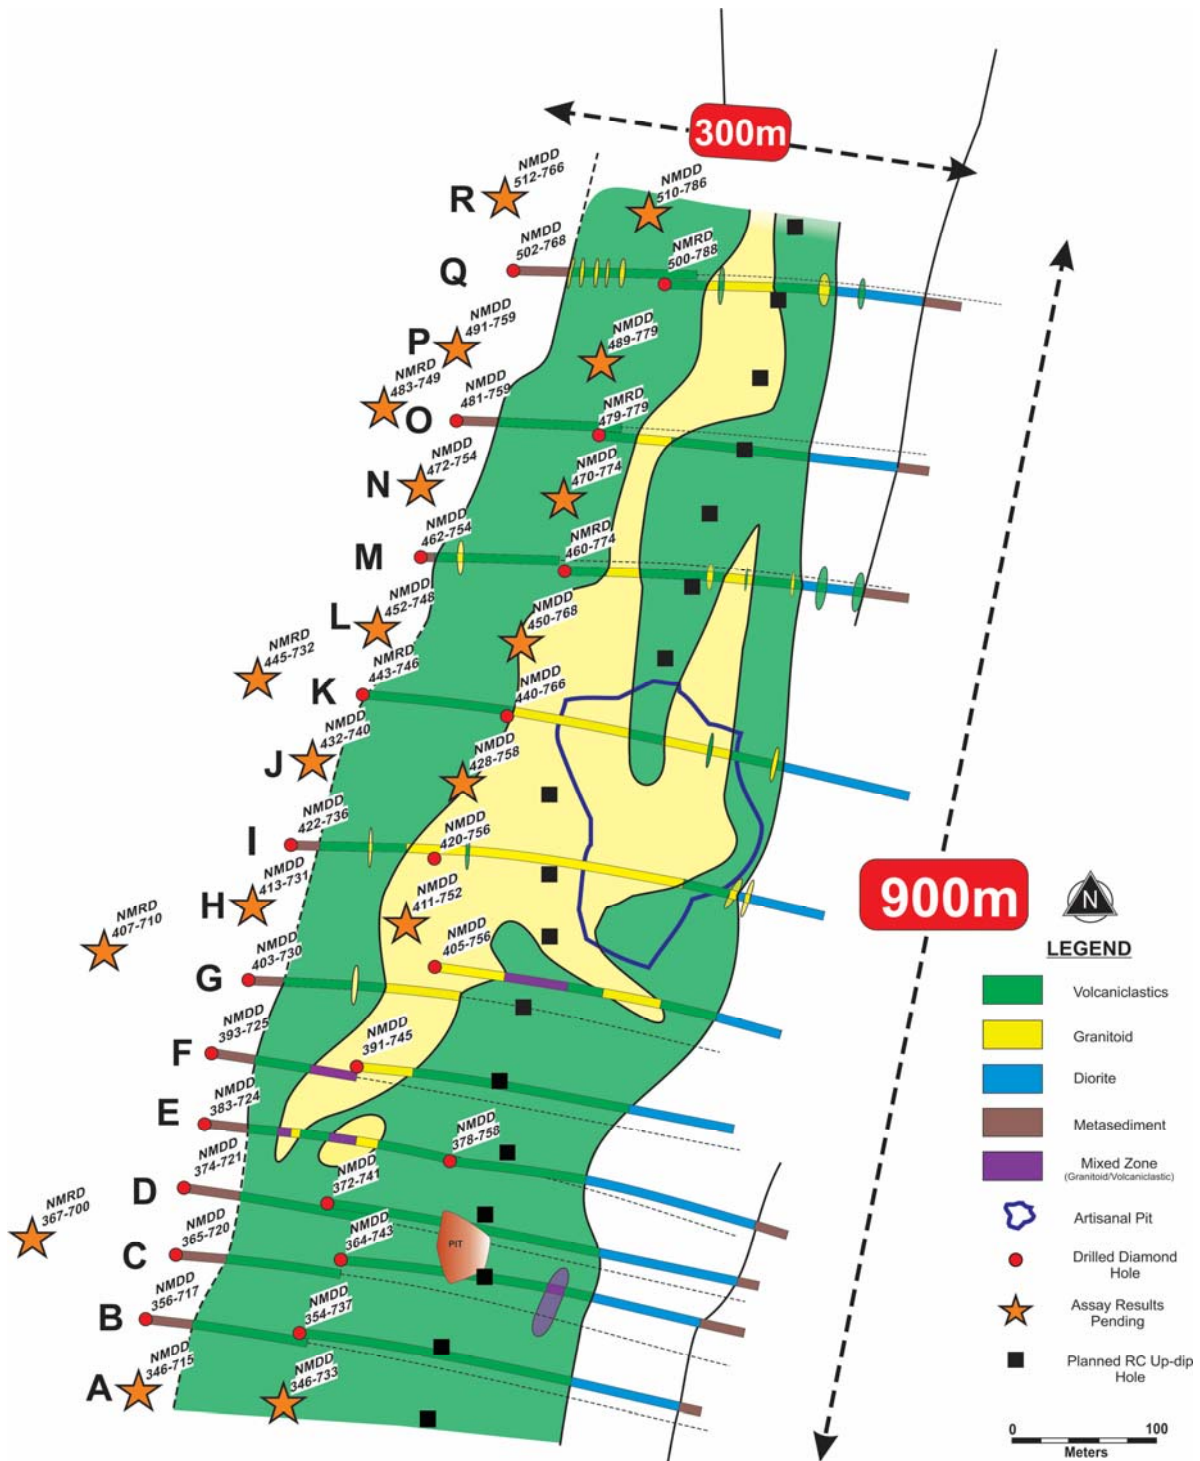 300m
NMDD
512-766
NMDD
510-786
R
NMDD
502-768
NMRD
500-788
Q
NMDD
491-759
NMDD
489-779
P
NMRD
483-749
NMDD
481-759
NMRD
479-779
O
NMDD
472-754
NMDD
470-774
N
NMDD
462-754
NMRD
460-774
M
NMDD
452-748
NMDD
450-768
L
NMRD
445-732
NMRD
443-746
NMDD
440-766
K
NMDD
432-740
NMDD
428-758
J
NMDD
422-736
NMDD
420-756
I
NMDD
413-731
NMDD
411-752
H
NMRD
407-710
NMDD
405-756
NMDD
403-730
G
NMDD
393-725
NMDD
391-745
F
NMDD
383-724
NMDD
378-758
E
NMDD
374-721
NMDD
372-741
D
NMRD
367-700
NMDD
365-720
NMDD
364-743
PIT
C
NMDD
356-717
NMDD
354-737
B
NMDD
346-715
NMDD
346-733
A
900m
N
LEGEND
Volcaniclastics
Granitoid
Diorite
Metasediment
Mixed Zone
(Granitoid/Volcaniclastic)
Artisanal Pit
Drilled Diamond
Hole
Assay Results
Pending
Planned RC Up-dip
Hole
0 100
Meters